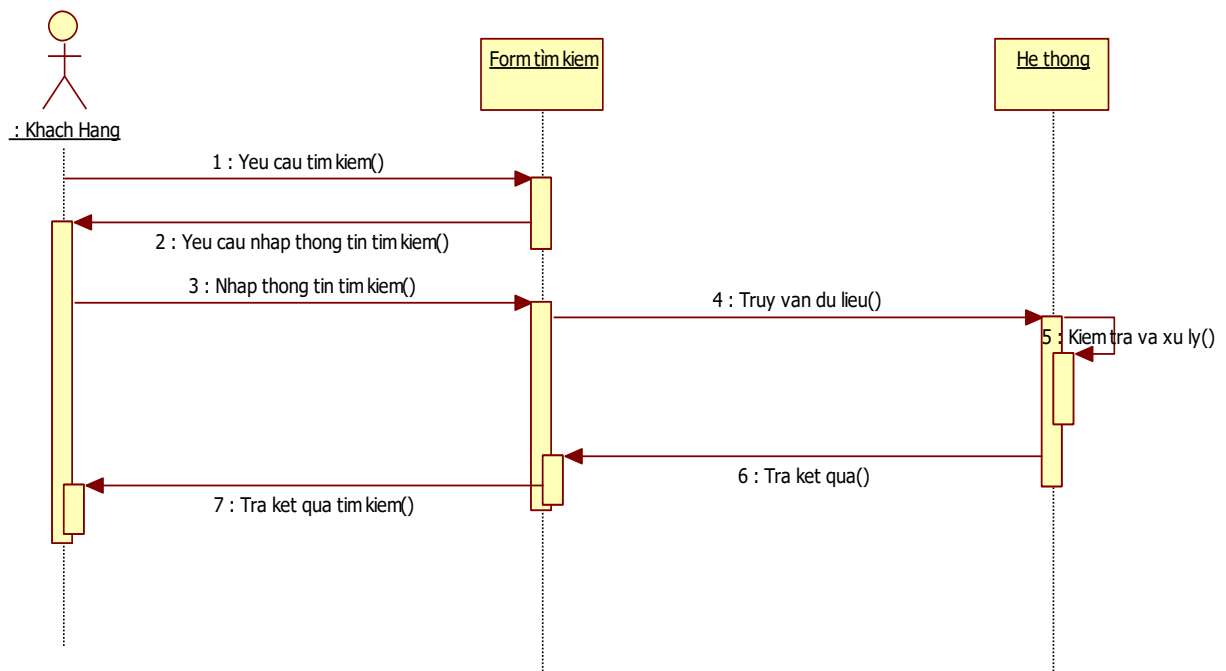 : Khach Hang
Form tìm kiem
He thong
1 : Yeu cau tim kiem()
2 : Yeu cau nhap thong tin tim kiem()
3 : Nhap thong tin tim kiem()
4 : Truy van du lieu()
5 : Kiem tra va xu ly()
6 : Tra ket qua()
7 : Tra ket qua tim kiem()